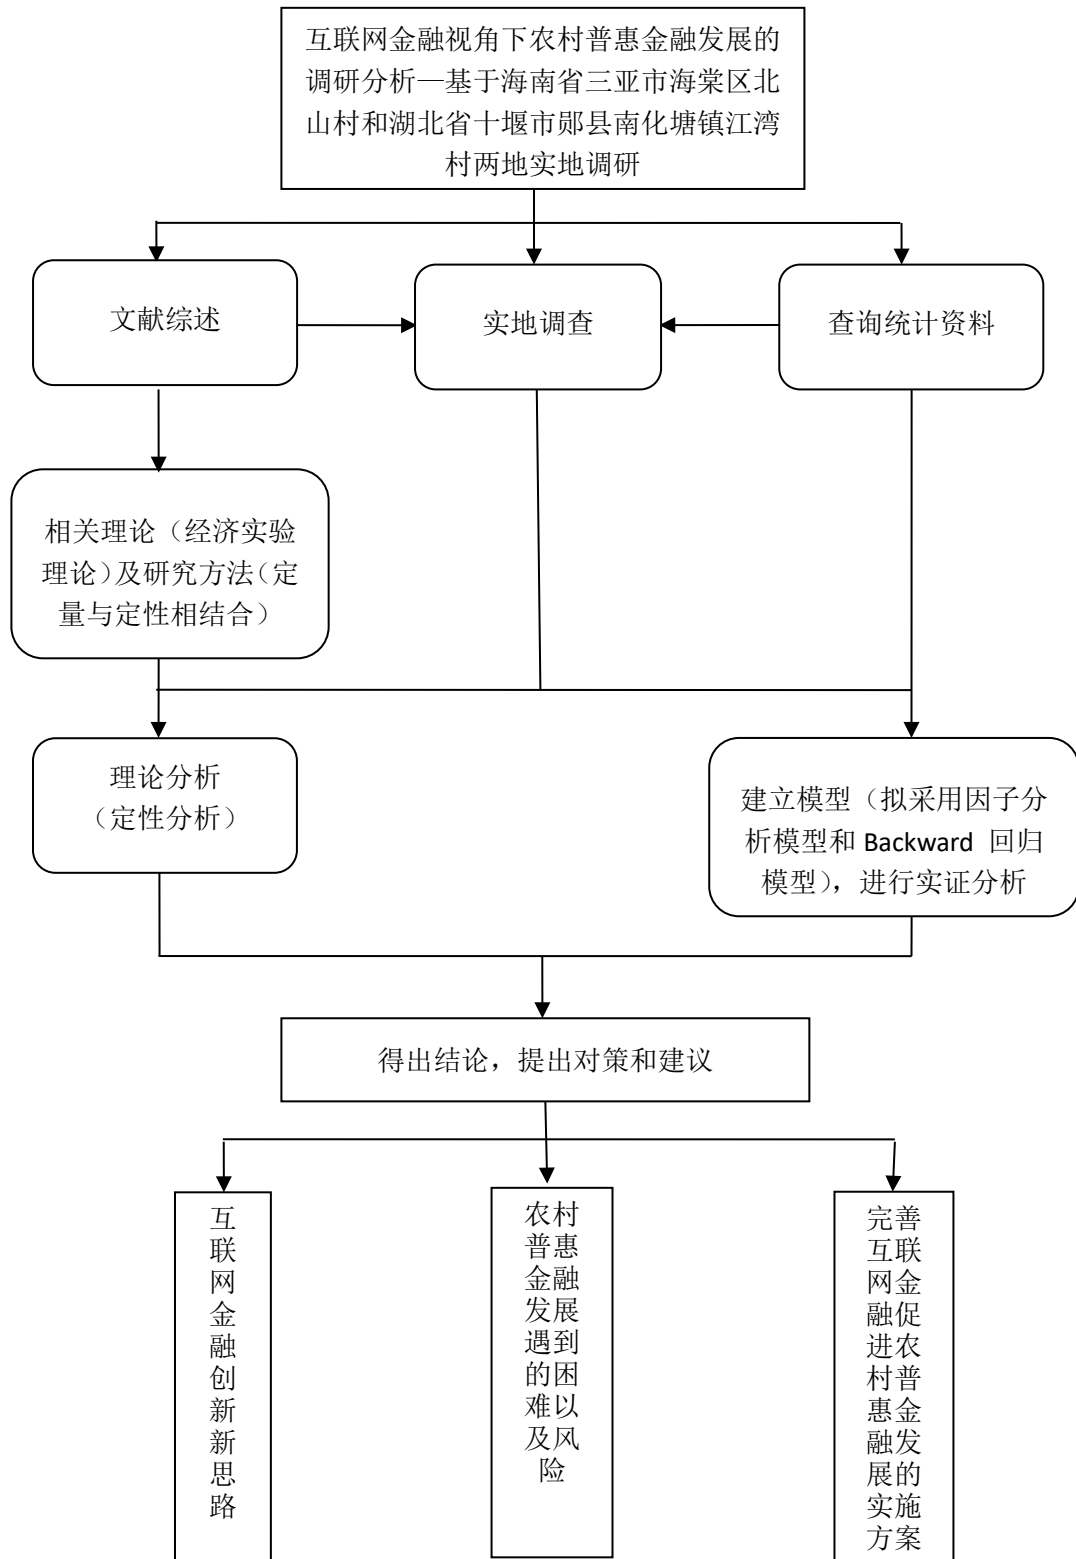 互联网金融视角下农村普惠金融发展的
调研分析—基于海南省三亚市海棠区北
山村和湖北省十堰市郧县南化塘镇江湾
村两地实地调研
文献综述
实地调查
查询统计资料
相关理论（经济实验
理论）及研究方法（定
量与定性相结合）
理论分析
（定性分析）
建立模型（拟采用因子分
析模型和 Backward 回归
模型），进行实证分析
得出结论，提出对策和建议
互
联
网
金
融
创
新
新
思
路
农村
普惠
金融
发展
遇到
的困
难以
及风
险
完善
互联
网金
融促
进农
村普
惠金
融发
展的
实施
方案